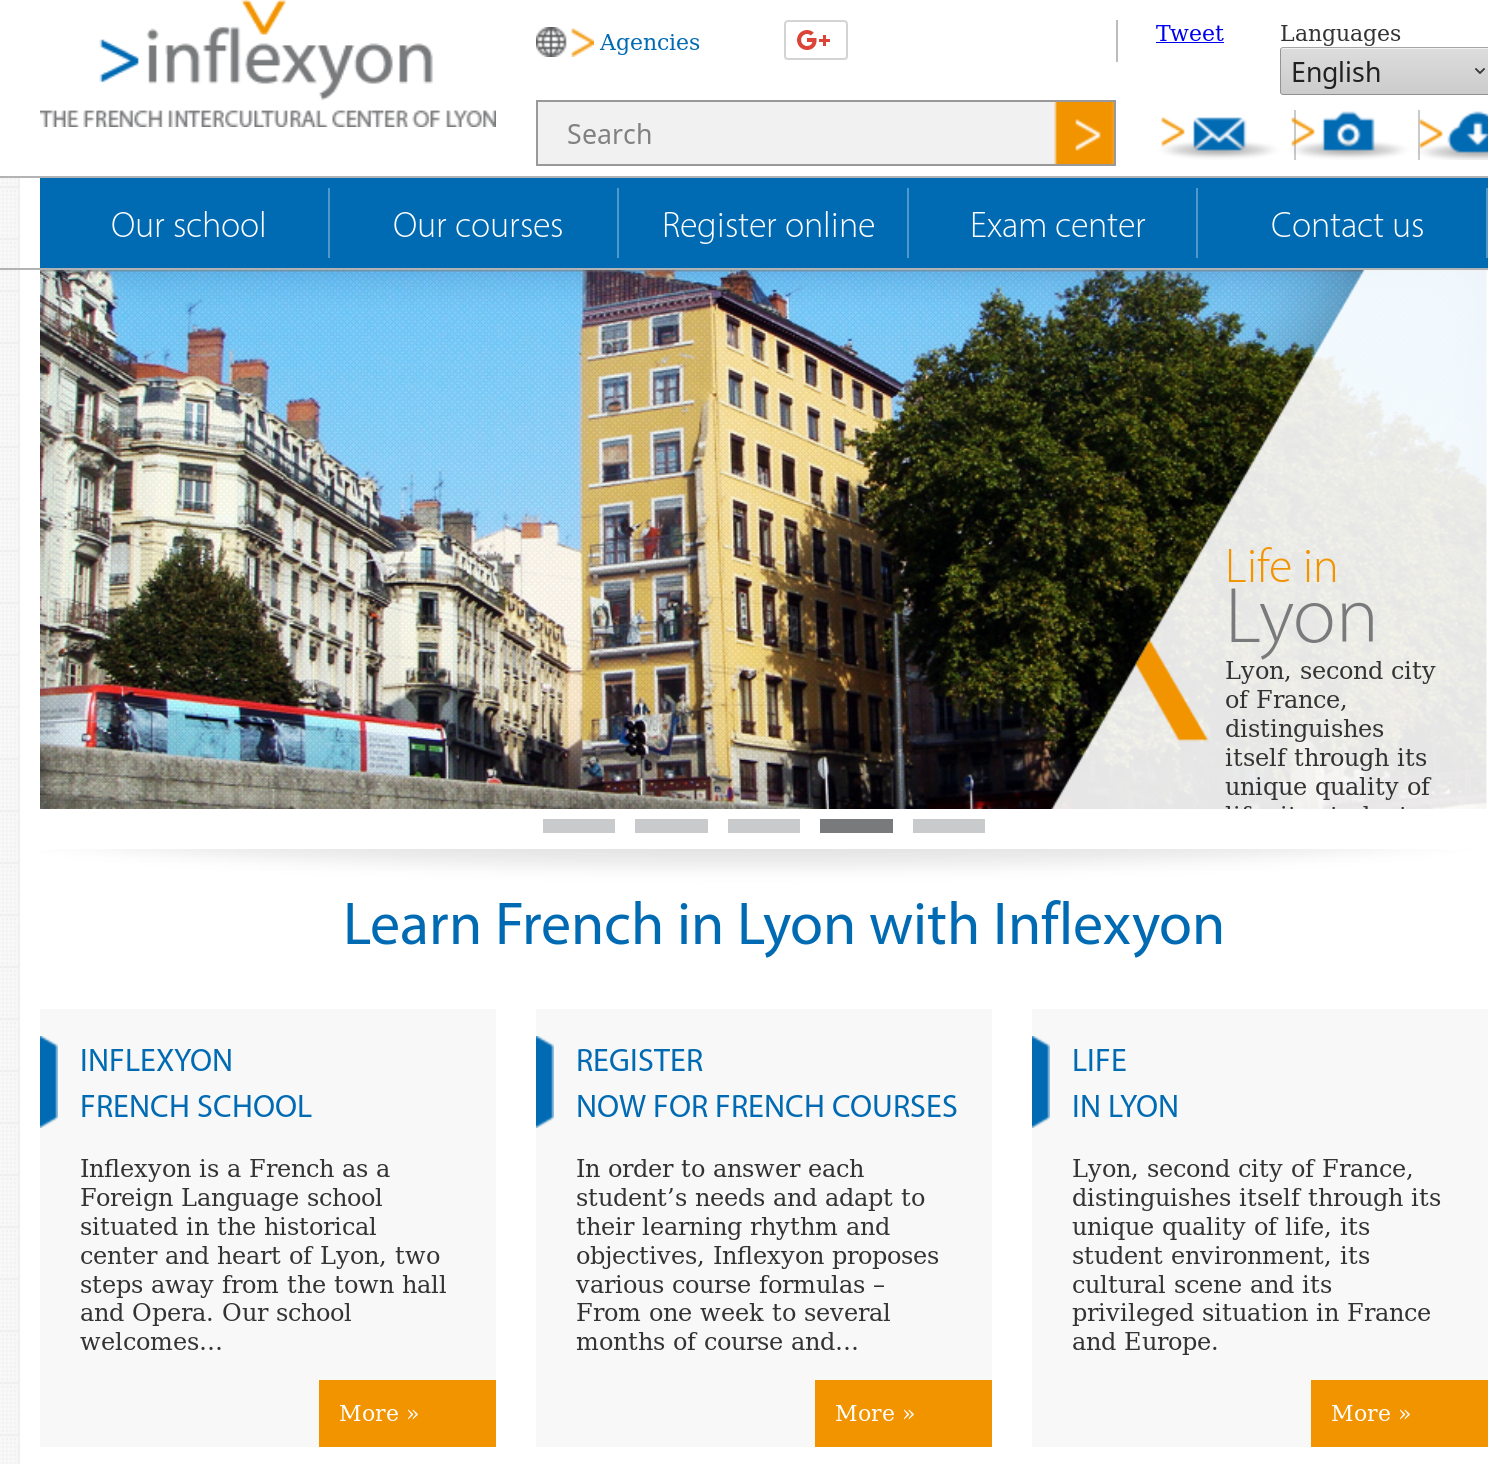 >inflexyon
THE FRENCH INTERCULTURAL CENTER OF LYON
Agencies
G+
Tweet
Languages
English
Search
Our school
Our courses
Register online
Exam center
Contact us
Life in
Lyon
Lyon, second city
of France,
distinguishes
itself through its
unique quality of
Learn French in Lyon with Inflexyon
INFLEXYON
FRENCH SCHOOL
Inflexyon is a French as a
Foreign Language school
situated in the historical
center and heart of Lyon, two
steps away from the town hall
and Opera. Our school
welcomes...
More »
REGISTER
NOW FOR FRENCH COURSES
In order to answer each
student’s needs and adapt to
their learning rhythm and
objectives, Inflexyon proposes
various course formulas –
From one week to several
months of course and...
More »
LIFE
IN LYON
Lyon, second city of France,
distinguishes itself through its
unique quality of life, its
student environment, its
cultural scene and its
privileged situation in France
and Europe.
More »